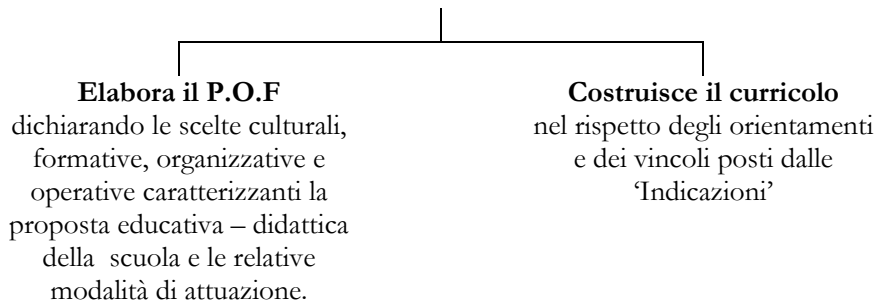 Elabora il P.O.F
dichiarando le scelte culturali,
formative, organizzative e
operative caratterizzanti la
proposta educativa – didattica
della  scuola e le relative
modalità di attuazione.
Costruisce il curricolo
nel rispetto degli orientamenti
e dei vincoli posti dalle
‘Indicazioni’